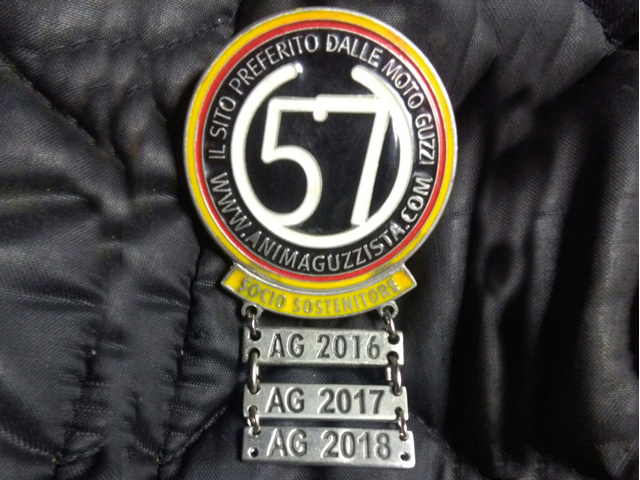 IL SITO PREFERITO DALLE MOTO GUZZI
57
WWW.ANIMAGUZZISTA.COM
SOCIO SOSTENITORE
AG 2016
AG 2017
AG 2018